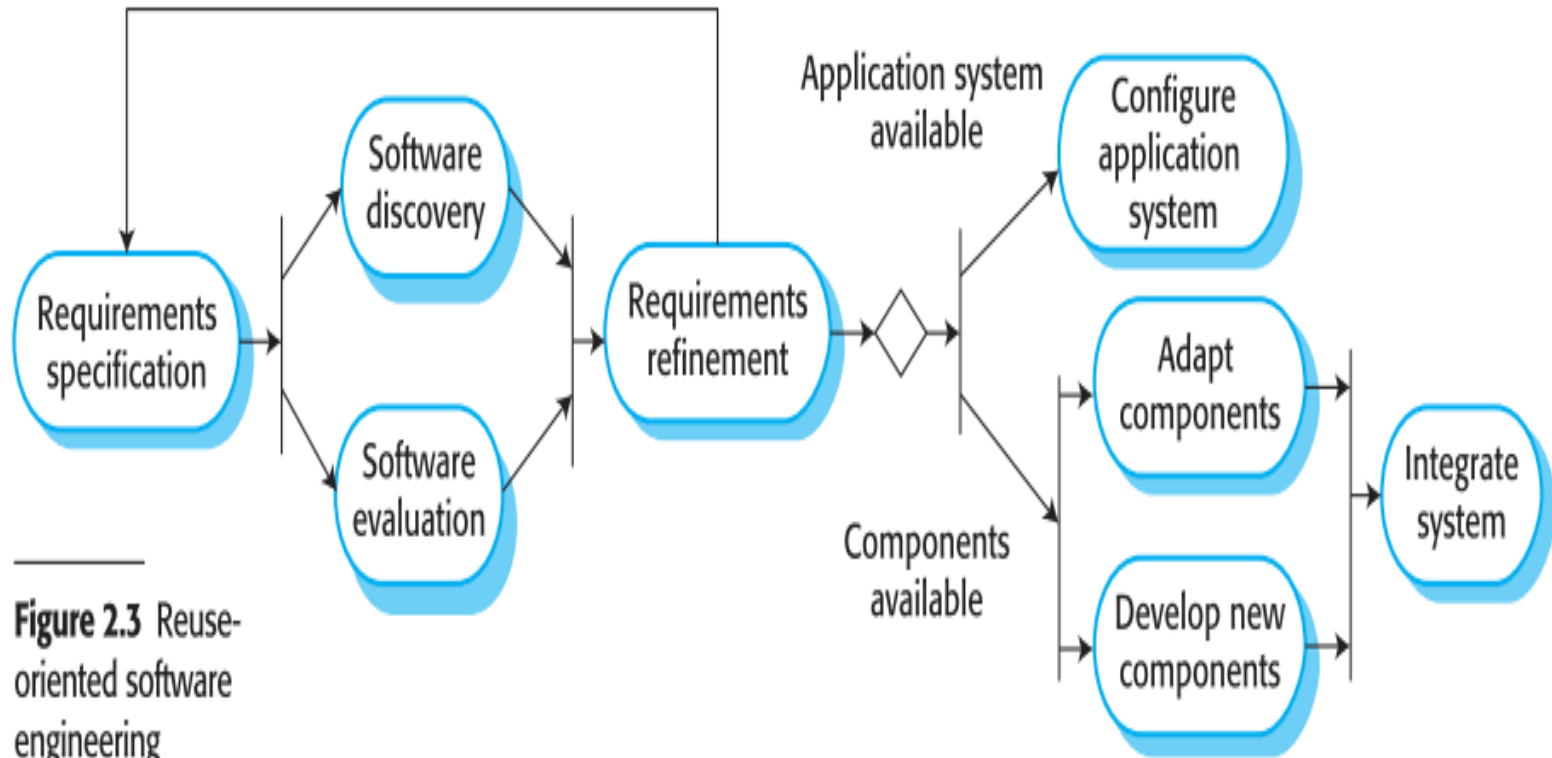 Requirements
specification
Software
discovery
Software
evaluation
Requirements
refinement
Application system
available
Configure
application
system
Components
available
Adapt
components
Develop new
components
Integrate
system
Figure 2.3 Reuse-
oriented software
engineering